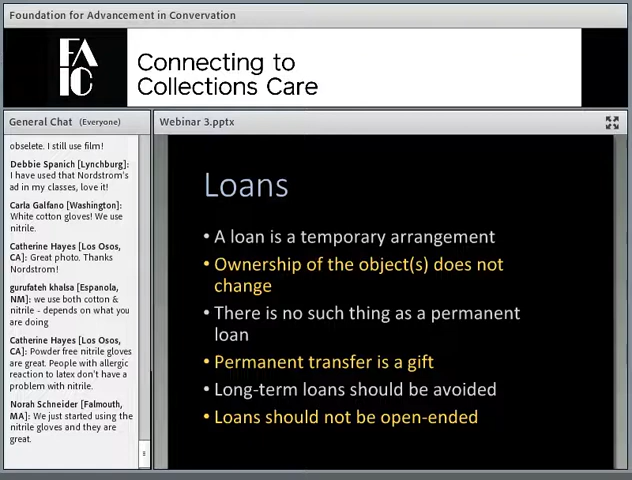 Foundation for Advancement in Convervation
FA
IC
Connecting to
Collections Care
General Chat (Everyone)
obselete. I still use film!
Debbie Spanich [Lynchburg]:
I have used that Nordstrom's
ad in my classes, love it!
Carla Galfano [Washington]:
White cotton gloves! We use
nitrile.
Catherine Hayes [Los Osos,
CA]: Great photo. Thanks
Nordstrom!
gurufateh khalsa [Espanola,
NM]: we use both cotton &
nitrile - depends on what you
are doing
Catherine Hayes [Los Osos,
CA]: Powder free nitrile gloves
are great. People with allergic
reaction to latex don't have a
problem with nitrile.
Norah Schneider [Falmouth,
MA]: We just started using the
nitrile gloves and they are
great.
Webinar 3.pptx
Loans
• A loan is a temporary arrangement
• Ownership of the object(s) does not
change
• There is no such thing as a permanent
loan
• Permanent transfer is a gift
• Long-term loans should be avoided
• Loans should not be open-ended